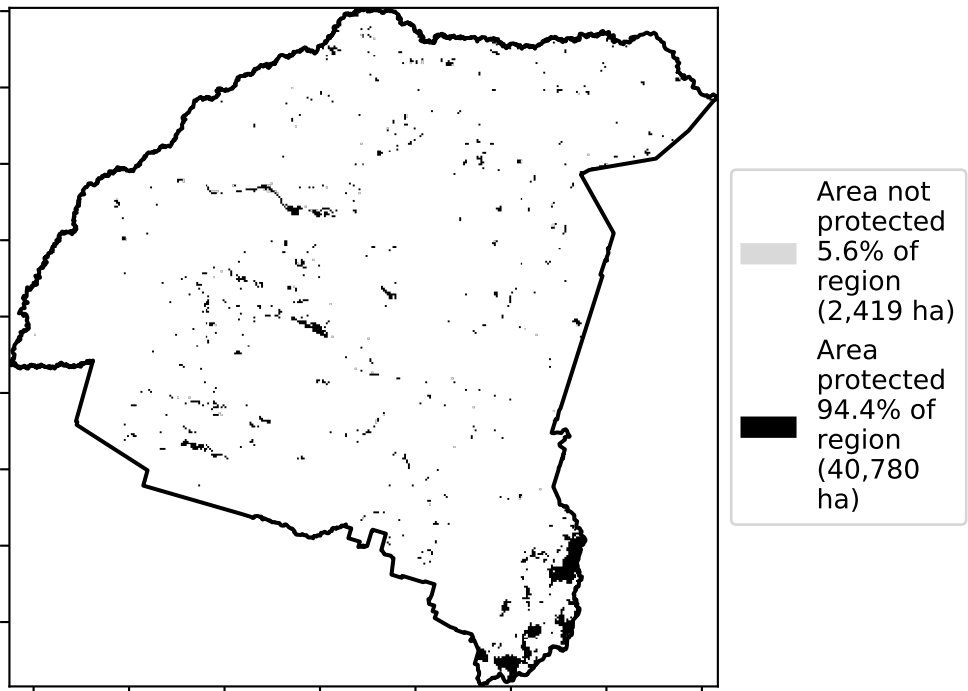 Area not
protected
5.6% of
region
(2,419 ha)
Area
protected
94.4% of
region
(40,780
ha)